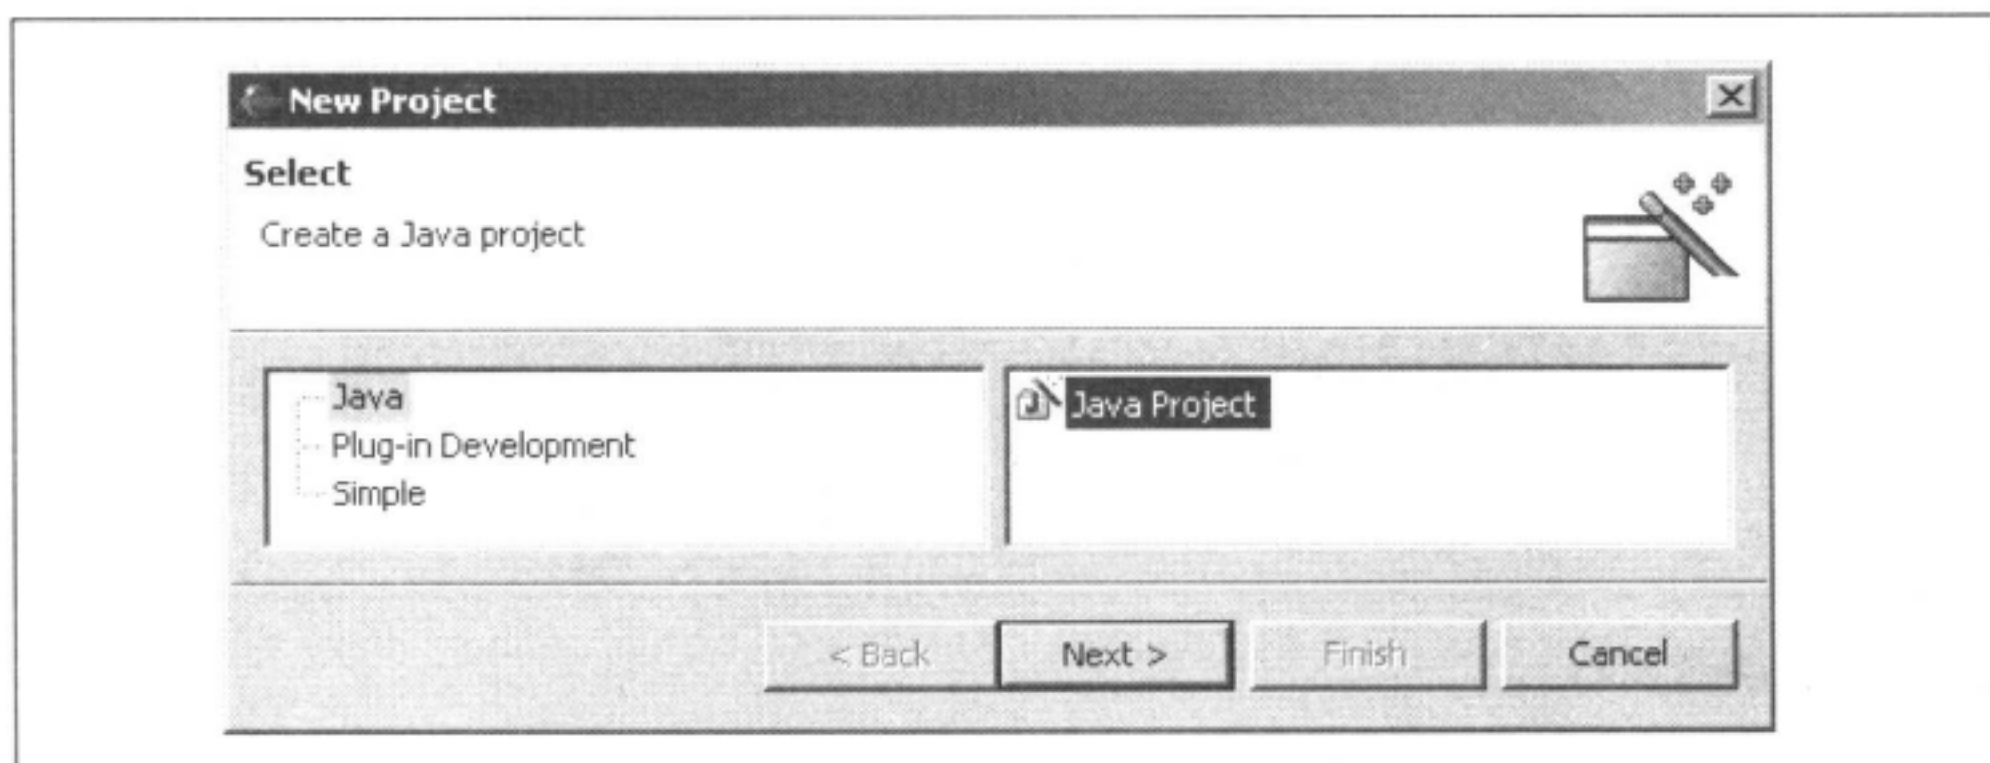 New Project
Select
Create a Java project
Java
Plug-in Development
Simple
Java Project
< Back
Next >
Finish
Cancel